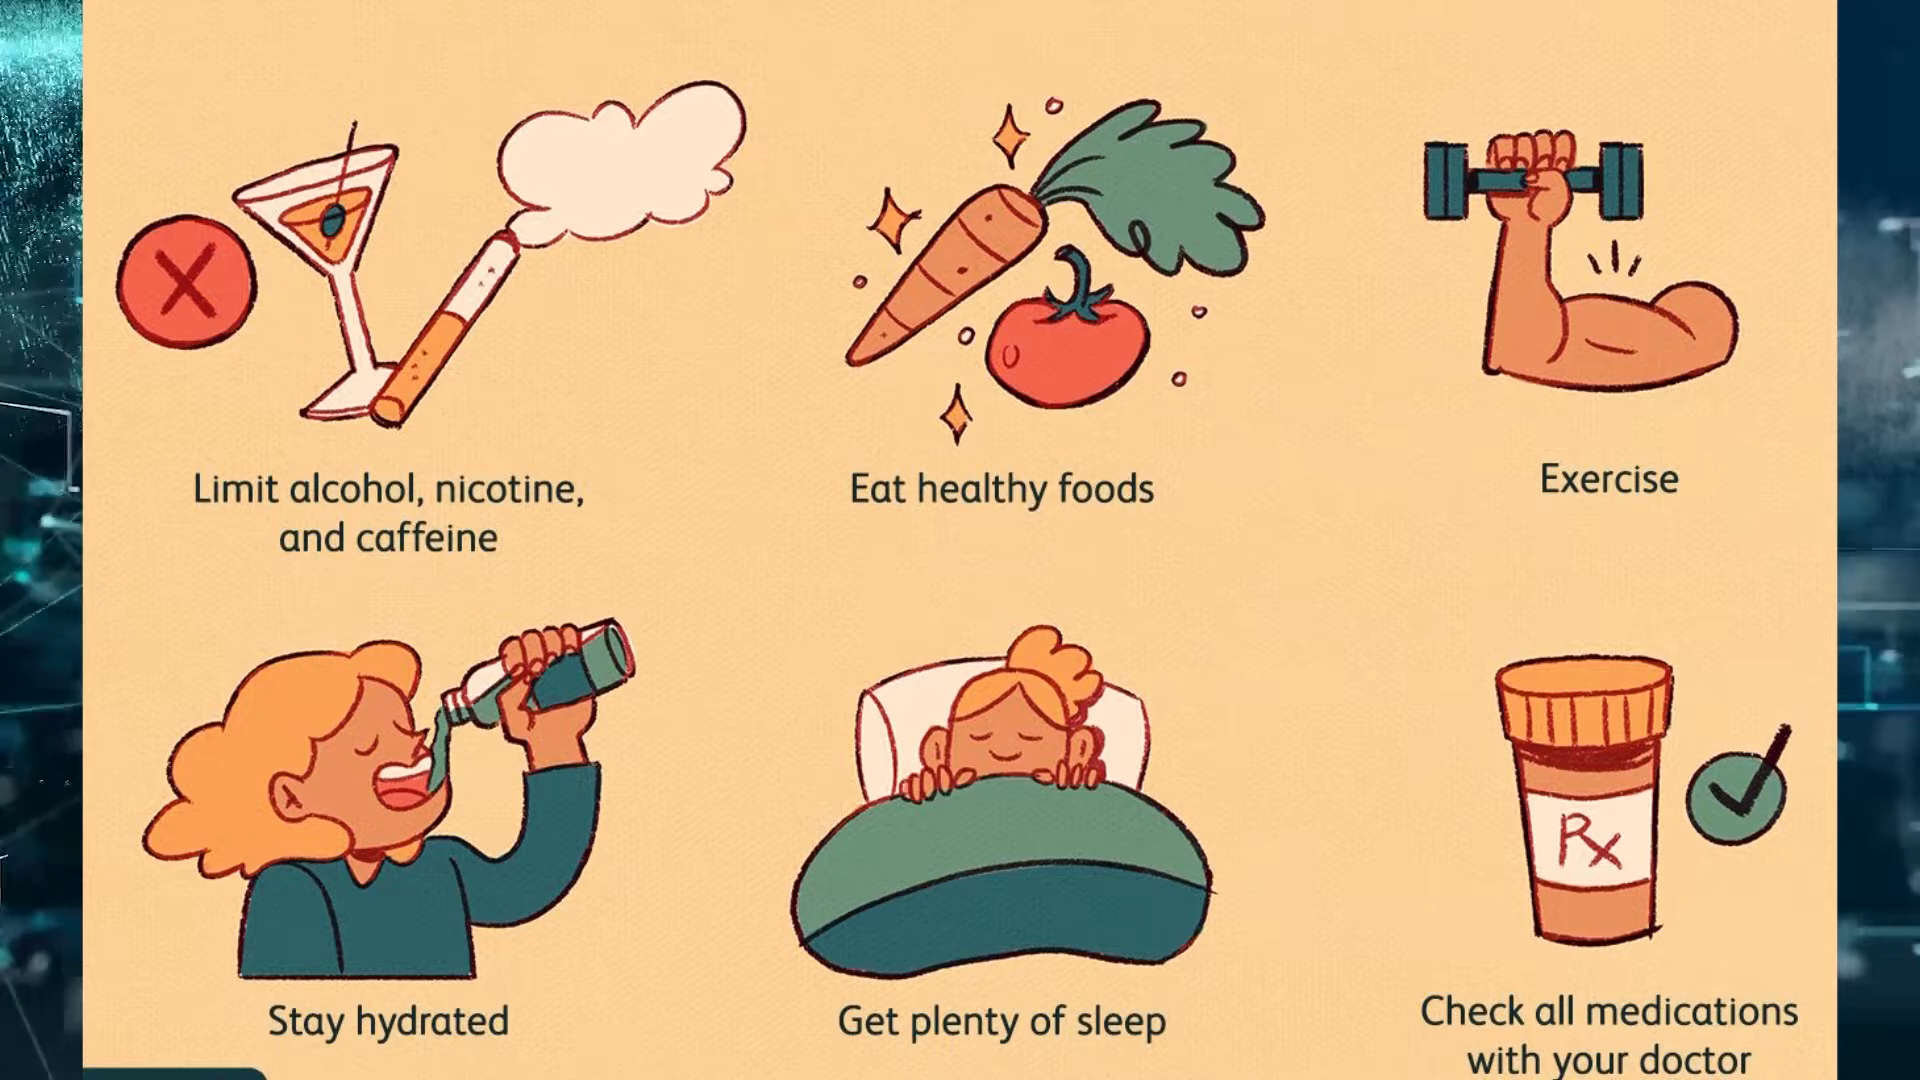 Limit alcohol, nicotine,
and caffeine
Eat healthy foods
Exercise
Stay hydrated
Get plenty of sleep
Rx
Check all medications
with your doctor